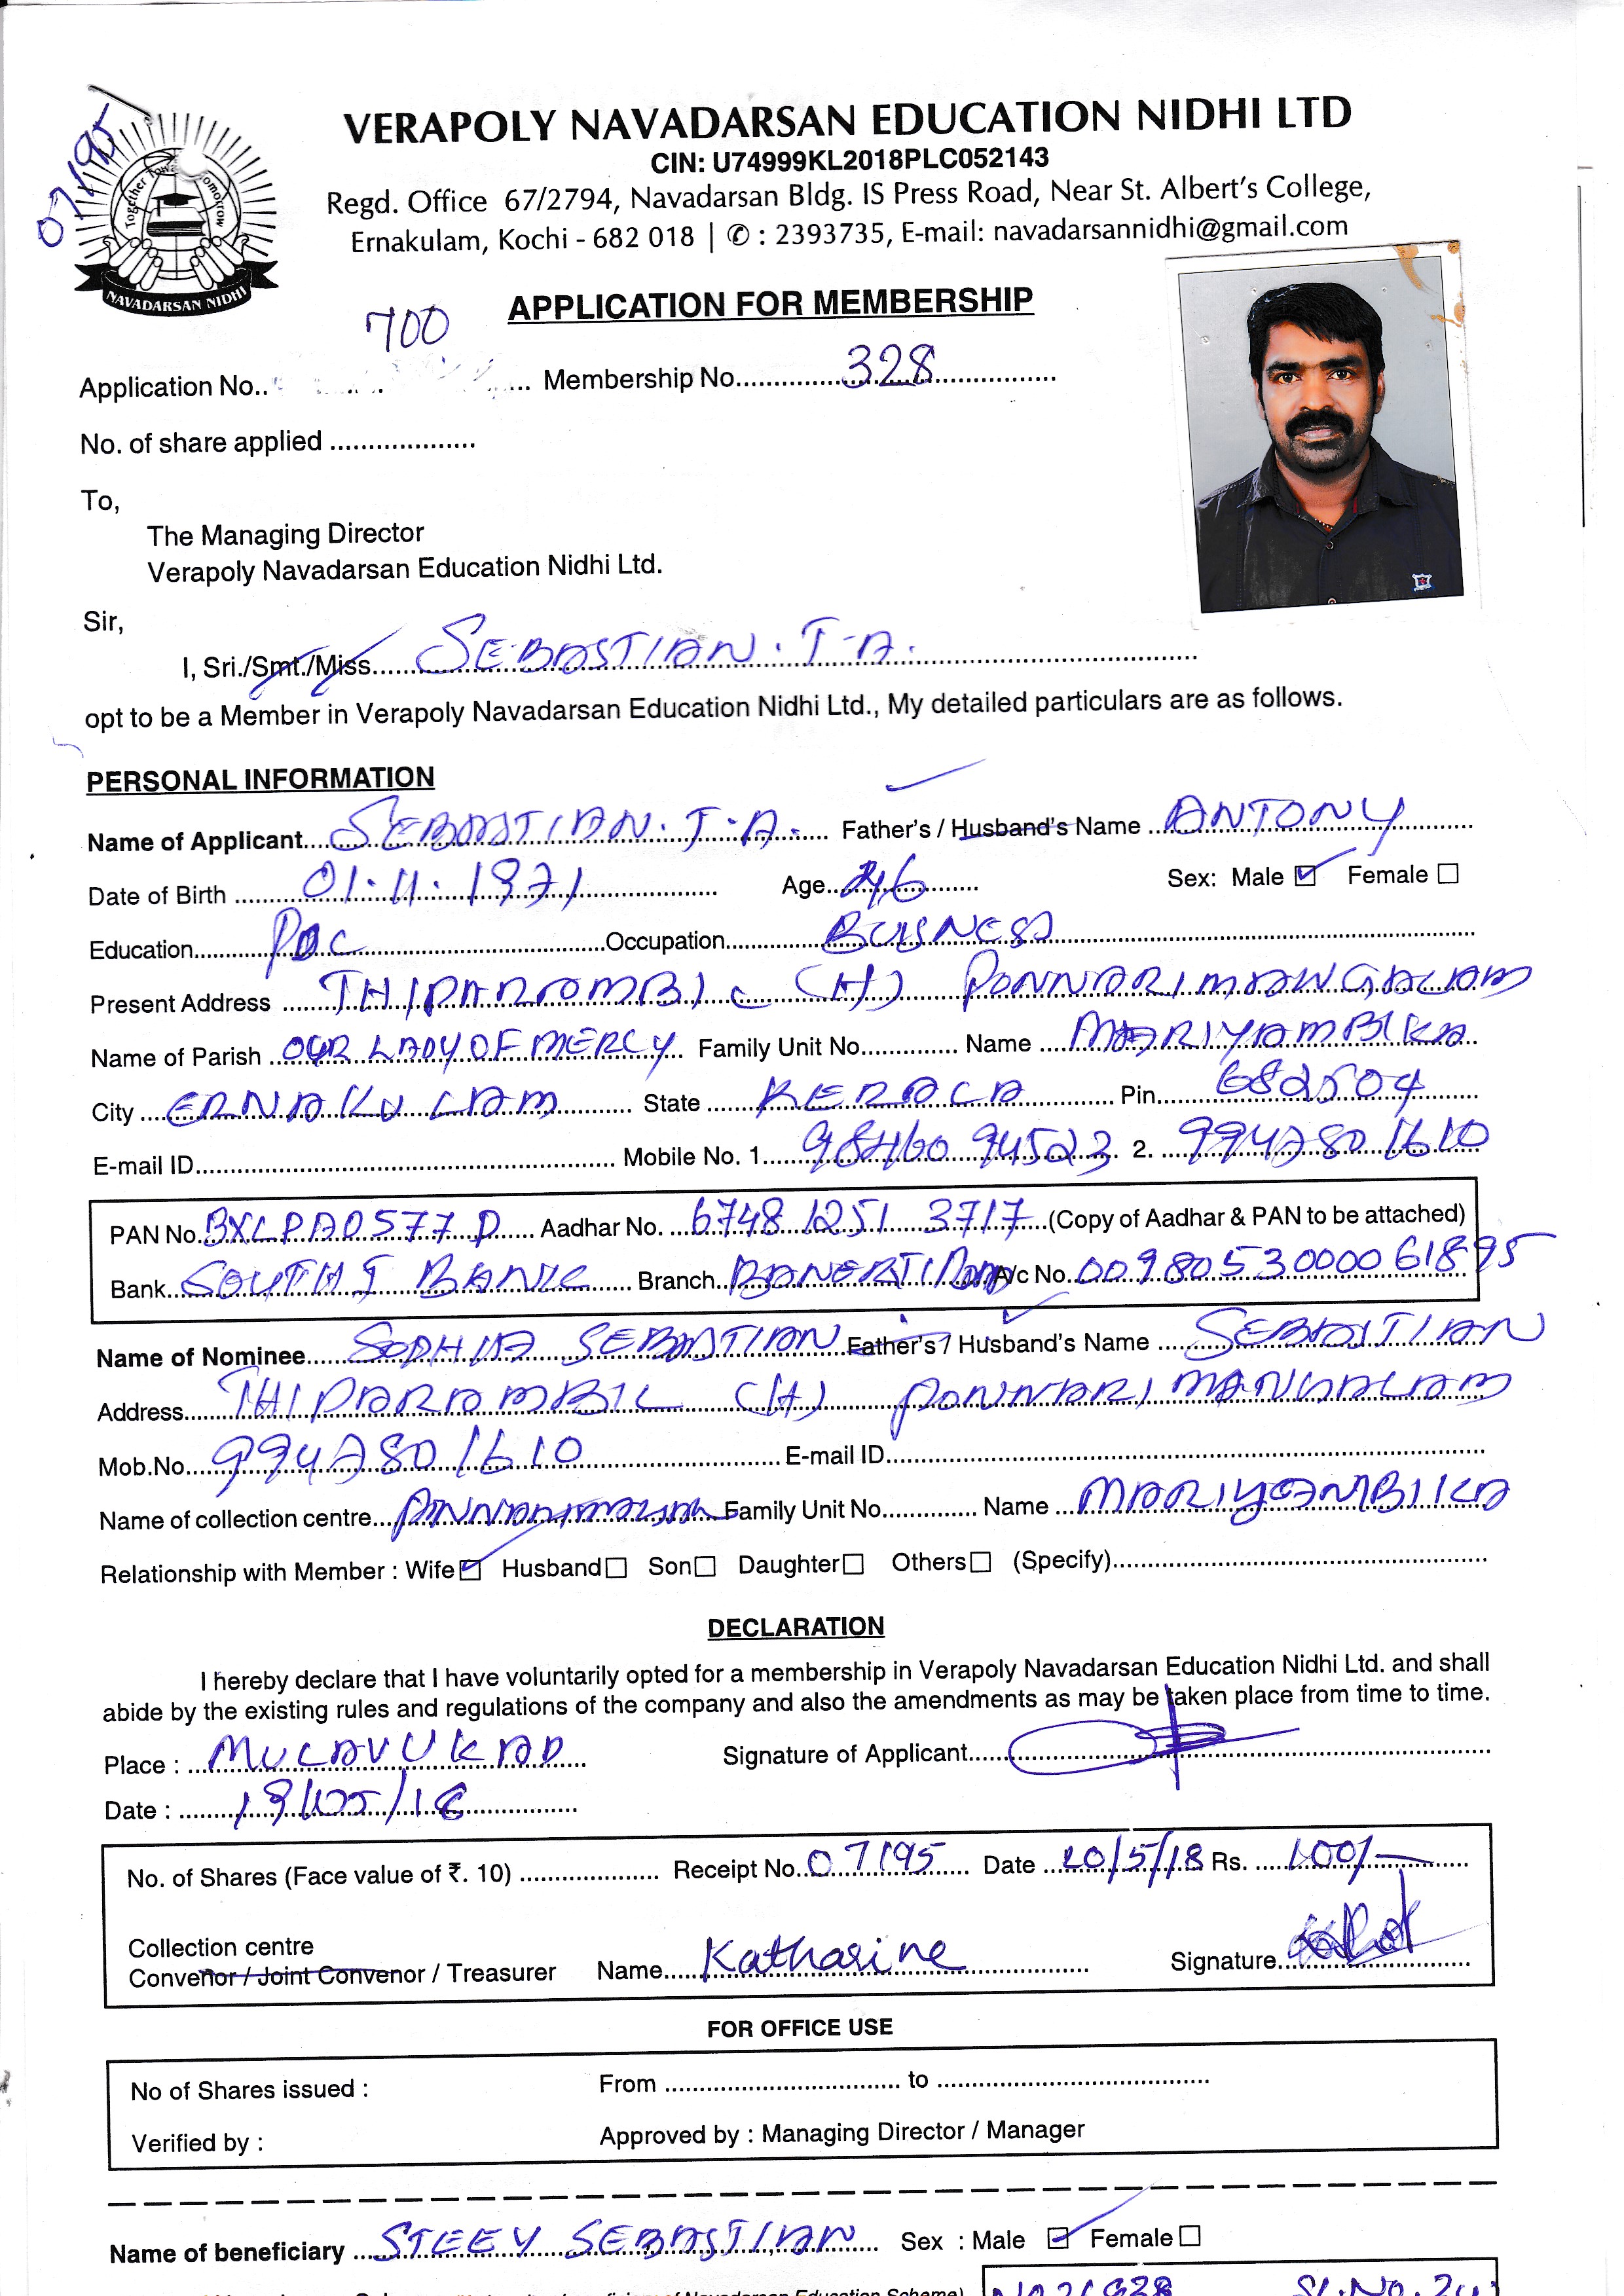 07195
VERAPOLY NAVADARSAN EDUCATION NIDHI LTD
CIN: U74999KL2018PLC052143
Regd. Office 67/2794, Navadarsan Bldg. IS Press Road, Near St. Albert's College,
Ernakulam, Kochi - 682 018 | ✆ : 2393735, E-mail: navadarsannidhi@gmail.com
Together Towards Tomorrow
NAVADARSAN NIDHI
APPLICATION FOR MEMBERSHIP
700
Application No..... Membership No. 328
No. of share applied ...................
To,
The Managing Director
Verapoly Navadarsan Education Nidhi Ltd.
Sir,
I, Sri./Smt./Miss SEBASTIAN. T.A.
opt to be a Member in Verapoly Navadarsan Education Nidhi Ltd., My detailed particulars are as follows.
PERSONAL INFORMATION
Name of Applicant SEBASTIAN. T.A. Father's / Husband's Name ANTONY
Date of Birth 01.11.1971 Age 46 Sex: Male ☑ Female ☐
Education PDC Occupation BUISNESS
Present Address THIPARAMBIL (H) PONNARIMANGALAM
Name of Parish OUR LADY OF MERCY Family Unit No............. Name MARIYAMBIKA
City ERNAKULAM State KERALA Pin 682504
E-mail ID.......... Mobile No. 1. 98460 94523 2. 9947801610
PAN No. BXLPA0577D Aadhar No. 6748 1251 3717 (Copy of Aadhar & PAN to be attached)
Bank SOUTH I BANK Branch A/c No. 0098053000061895
Name of Nominee SOPHIA SEBASTIAN Father's / Husband's Name SEBASTIAN
Address THIPARAMBIL (H) PONNARIMANGALAM
Mob.No. 9947801610 E-mail ID..........
Name of collection centre Family Unit No.............. Name MARIYAMBIKA
Relationship with Member : Wife ☑ Husband ☐ Son ☐ Daughter ☐ Others ☐ (Specify)..........
DECLARATION
I hereby declare that I have voluntarily opted for a membership in Verapoly Navadarsan Education Nidhi Ltd. and shall
abide by the existing rules and regulations of the company and also the amendments as may be taken place from time to time.
Place : MULAVUKAD Signature of Applicant..........
Date : 19/05/18
No. of Shares (Face value of ₹. 10) .................... Receipt No. 07195 Date 20/5/18 Rs. 100/-
Collection centre
Convenor / Joint Convenor / Treasurer Name Katharine Signature..........
FOR OFFICE USE
No of Shares issued : From .......... to ..........
Verified by : Approved by : Managing Director / Manager
Name of beneficiary STEEV SEBASTIAN Sex : Male ☑ Female ☐